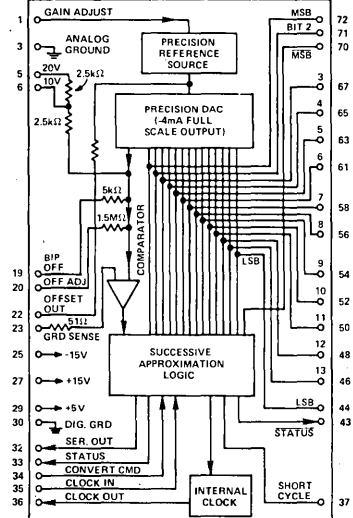 1 GAIN ADJUST
3 ANALOG GROUND
5 20V
6 10V
2.5kΩ
2.5kΩ
PRECISION REFERENCE SOURCE
PRECISION DAC (-4mA FULL SCALE OUTPUT)
5kΩ
1.5MΩ
COMPARATOR
LSB
19 BIP OFF
20 OFF ADJ
22 OFFSET OUT
23 51Ω
GRD SENSE
25 -15V
27 +15V
29 +5V
30 DIG. GRD
32 SER. OUT
33 STATUS
34 CONVERT CMD
35 CLOCK IN
36 CLOCK OUT
SUCCESSIVE APPROXIMATION LOGIC
INTERNAL CLOCK
MSB 72
BIT 2 71
MSB 70
3 67
4 65
5 63
6 61
7 58
8 56
9 54
10 52
11 50
12 48
13 46
LSB 44
STATUS 43
SHORT CYCLE 37